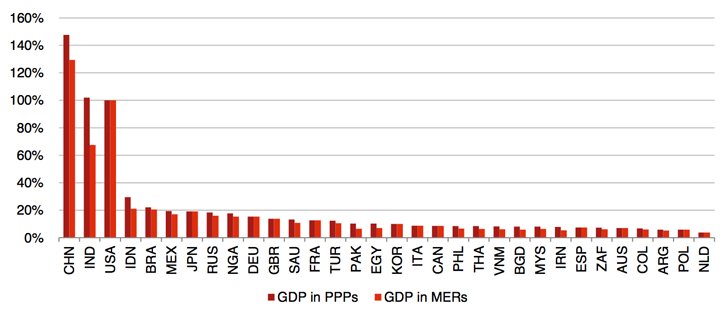 160%
140%
120%
100%
80%
60%
40%
20%
0%
CHN
IND
USA
IDN
BRA
MEX
JPN
RUS
NGA
DEU
GBR
SAU
FRA
TUR
PAK
EGY
KOR
ITA
CAN
PHL
THA
VNM
BGD
MYS
IRN
ESP
ZAF
AUS
COL
ARG
POL
NLD
GDP in PPPs GDP in MERs